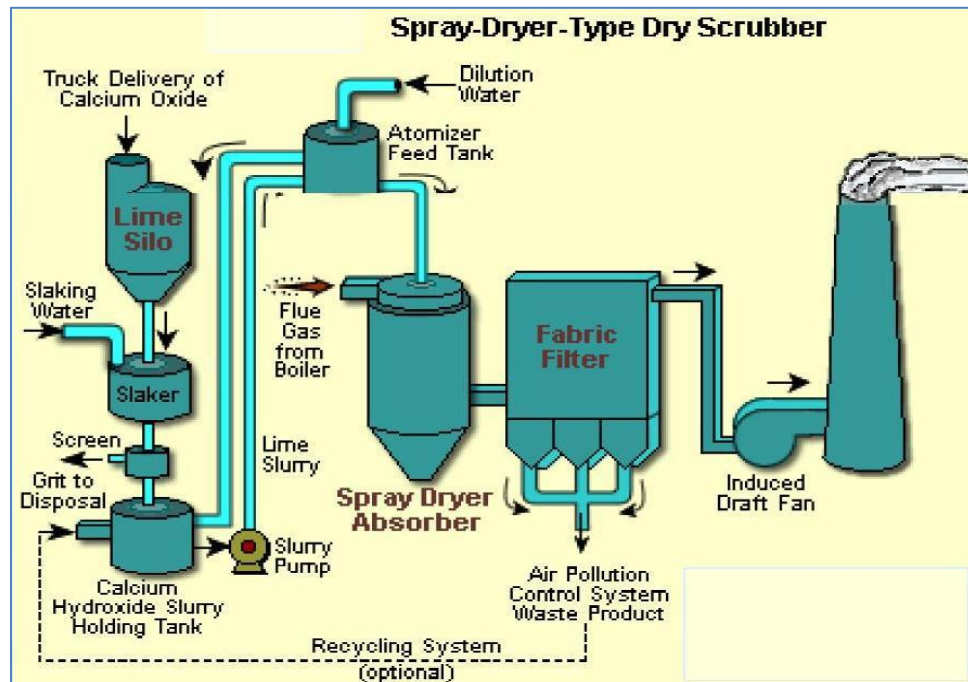 Spray-Dryer-Type Dry Scrubber
Truck Delivery of
Calcium Oxide
Dilution
Water
Atomizer
Feed Tank
Lime
Silo
Slaking
Water
Flue
Gas
from
Boiler
Fabric
Filter
Slaker
Screen
Grit to
Disposal
Lime
Slurry
Spray Dryer
Absorber
Induced
Draft Fan
Slurry
Pump
Calcium
Hydroxide Slurry
Holding Tank
Air Pollution
Control System
Waste Product
Recycling System
(optional)